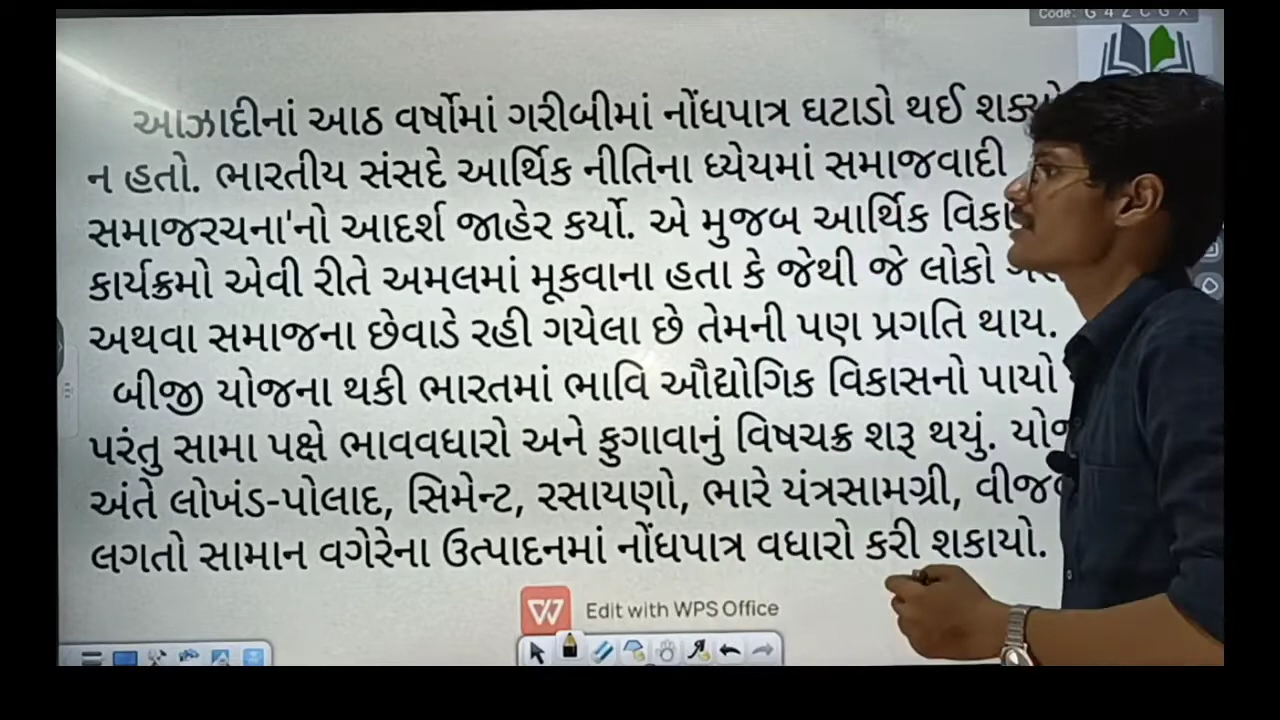 Code: G 4 Z C G X
આઝાદીનાં આઠ વર્ષોમાં ગરીબીમાં નોંધપાત્ર ઘટાડો થઈ
ન હતો. ભારતીય સંસદે આર્થિક નીતિના ધ્યેયમાં સમાજવાદી
સમાજરચના'નો આદર્શ જાહેર કર્યો. એ મુજબ આર્થિક
કાર્યક્રમો એવી રીતે અમલમાં મૂકવાના હતા કે જેથી જે લોકો
અથવા સમાજના છેવાડે રહી ગયેલા છે તેમની પણ પ્રગતિ થાય.
બીજી યોજના થકી ભારતમાં ભાવિ ઔદ્યોગિક વિકાસનો પાયો
પરંતુ સામા પક્ષે ભાવવધારો અને ફુગાવાનું વિષચક્ર શરૂ થયું.
અંતે લોખંડ-પોલાદ, સિમેન્ટ, રસાયણો, ભારે યંત્રસામગ્રી,
લગતો સામાન વગેરેના ઉત્પાદનમાં નોંધપાત્ર વધારો કરી શકાયો.
Edit with WPS Office